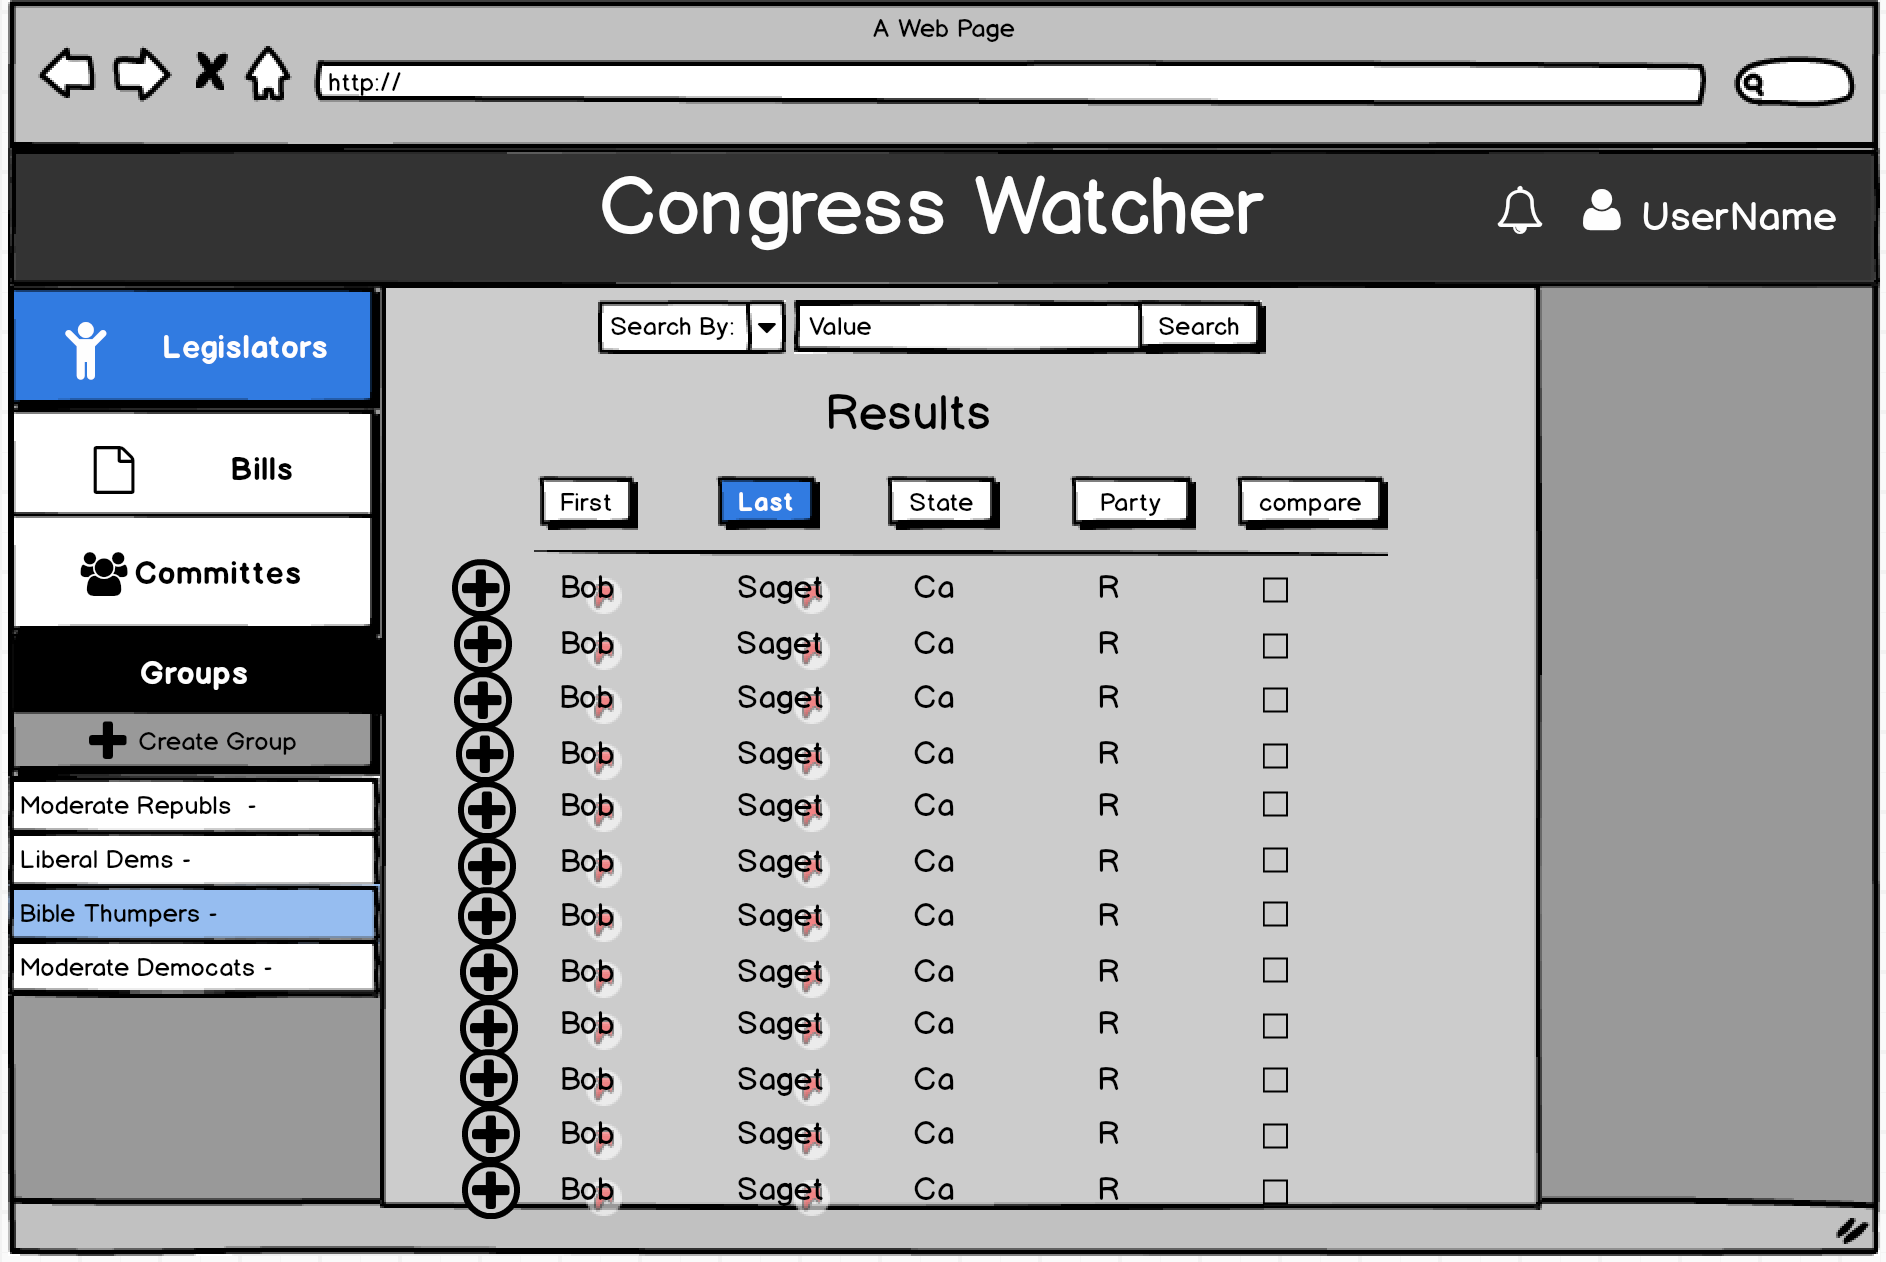 A Web Page
http://
Congress Watcher
UserName
Legislators
Bills
Committes
Groups
Create Group
Moderate Republs -
Liberal Dems -
Bible Thumpers -
Moderate Democats -
Search By:
Value
Search
Results
First Last State Party compare
Bob Saget Ca R
Bob Saget Ca R
Bob Saget Ca R
Bob Saget Ca R
Bob Saget Ca R
Bob Saget Ca R
Bob Saget Ca R
Bob Saget Ca R
Bob Saget Ca R
Bob Saget Ca R
Bob Saget Ca R
Bob Saget Ca R